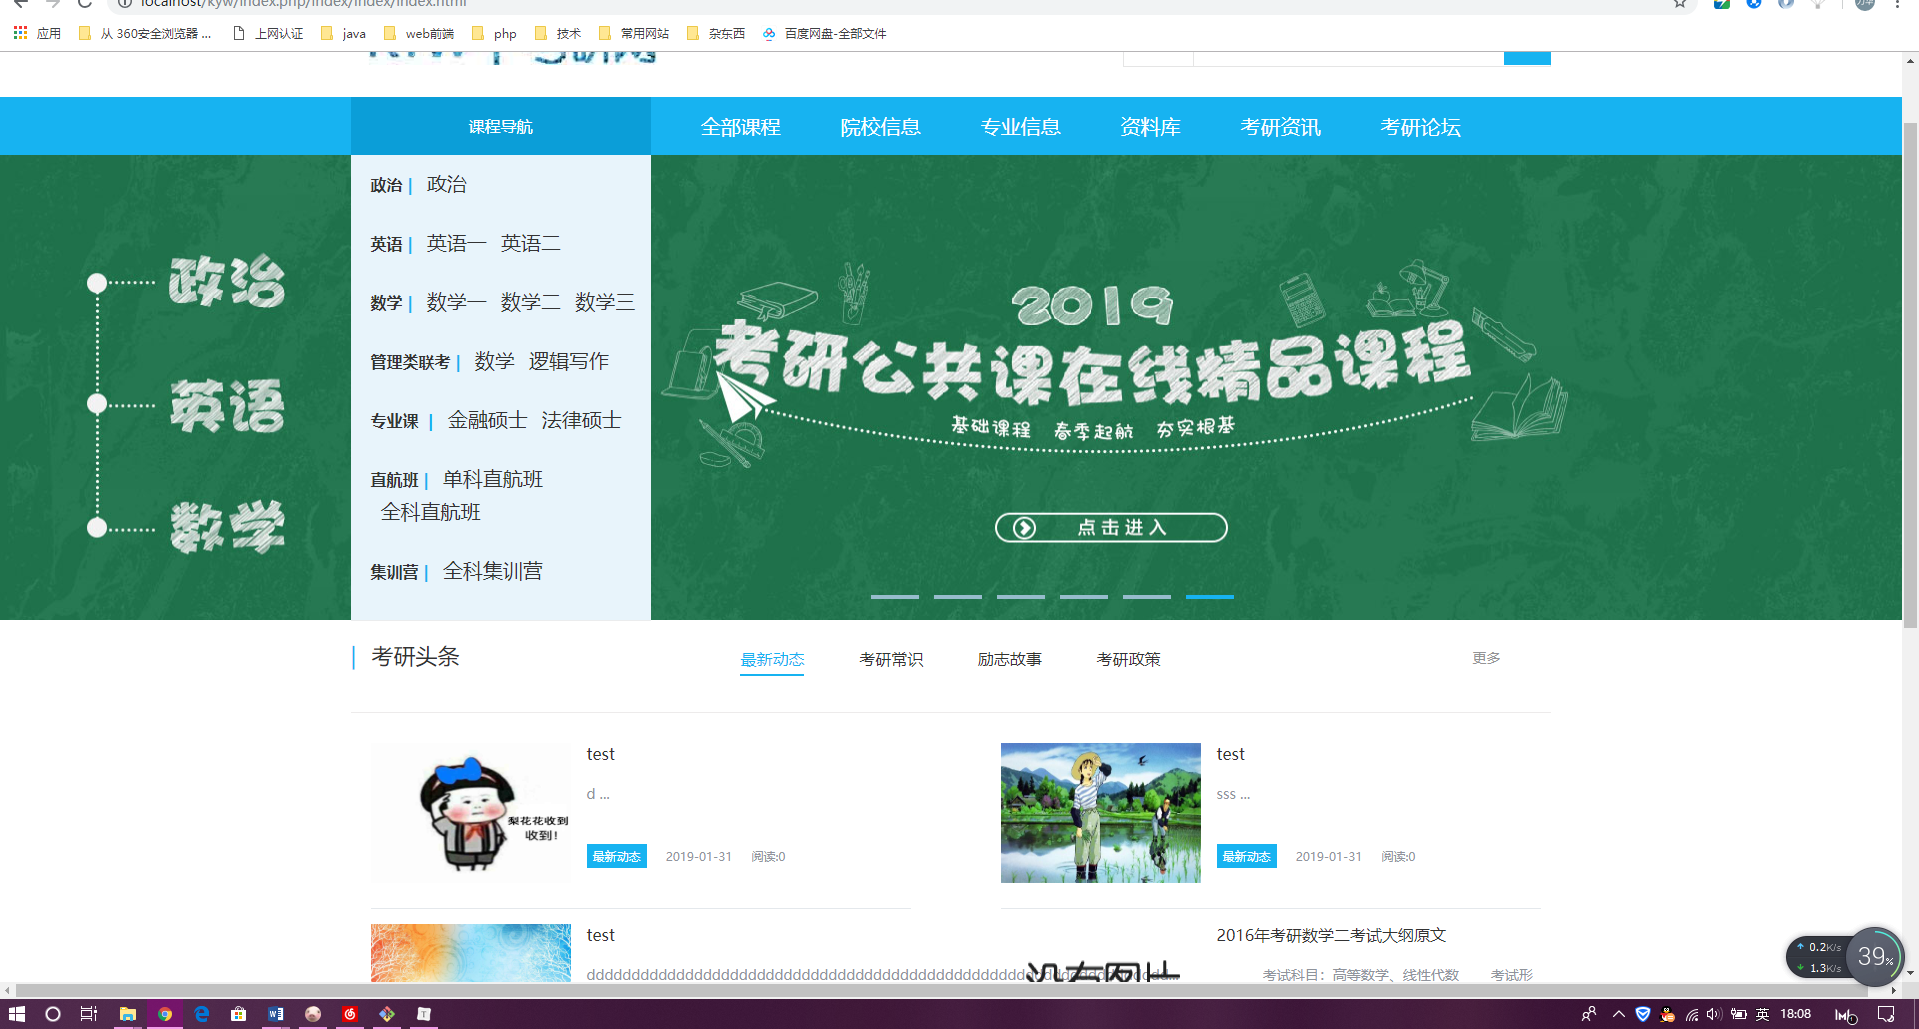 localhost/kyw/index.php/index/index/index.html
应用 从 360安全浏览器 ... 上网认证 java web前端 php 技术 常用网站 杂东西 百度网盘-全部文件
课程导航 全部课程 院校信息 专业信息 资料库 考研资讯 考研论坛
政治 | 政治
英语 | 英语一 英语二
数学 | 数学一 数学二 数学三
管理类联考 | 数学 逻辑写作
专业课 | 金融硕士 法律硕士
直航班 | 单科直航班
全科直航班
集训营 | 全科集训营
政治
英语
数学
2019
考研公共课在线精品课程
基础课程 春季起航 夯实根基
点击进入
考研头条 最新动态 考研常识 励志故事 考研政策 更多
梨花花收到
收到!
test
d ...
最新动态 2019-01-31 阅读:0
test
sss ...
最新动态 2019-01-31 阅读:0
test
2016年考研数学二考试大纲原文
考试科目：高等数学、线性代数 考试形
0.2K/s
1.3K/s
39%
英 18:08